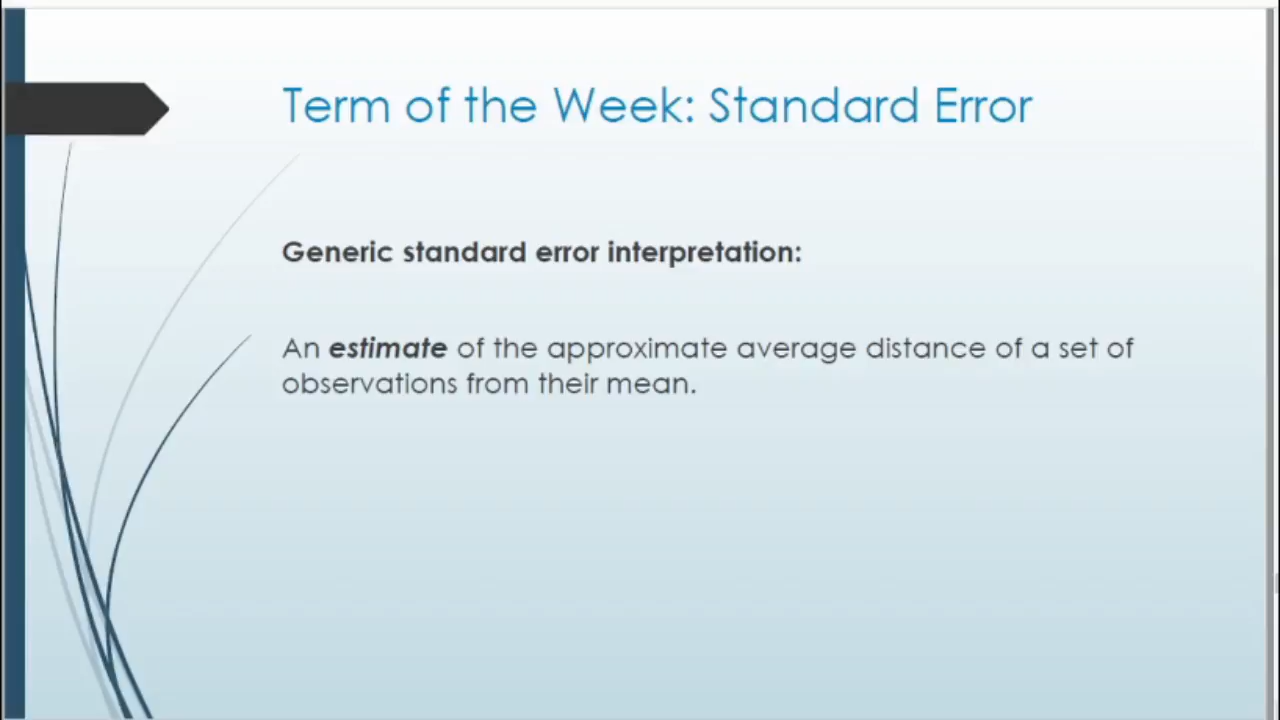 Term of the Week: Standard Error
Generic standard error interpretation:
An estimate of the approximate average distance of a set of
observations from their mean.